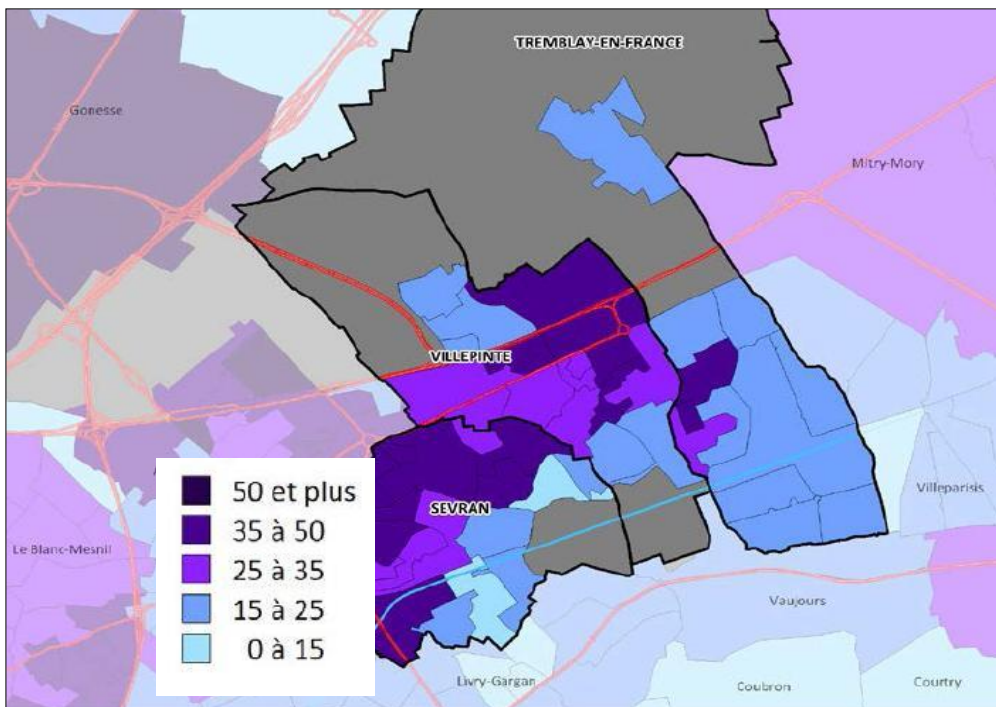 TREMBLAY-EN-FRANCE
Gonesse
Mitry-Mory
VILLEPINTE
SEVRAN
Villeparisis
Le Blanc-Mesnil
Vaujours
Livry-Gargan
Coubron
Courtry
50 et plus
35 à 50
25 à 35
15 à 25
0 à 15